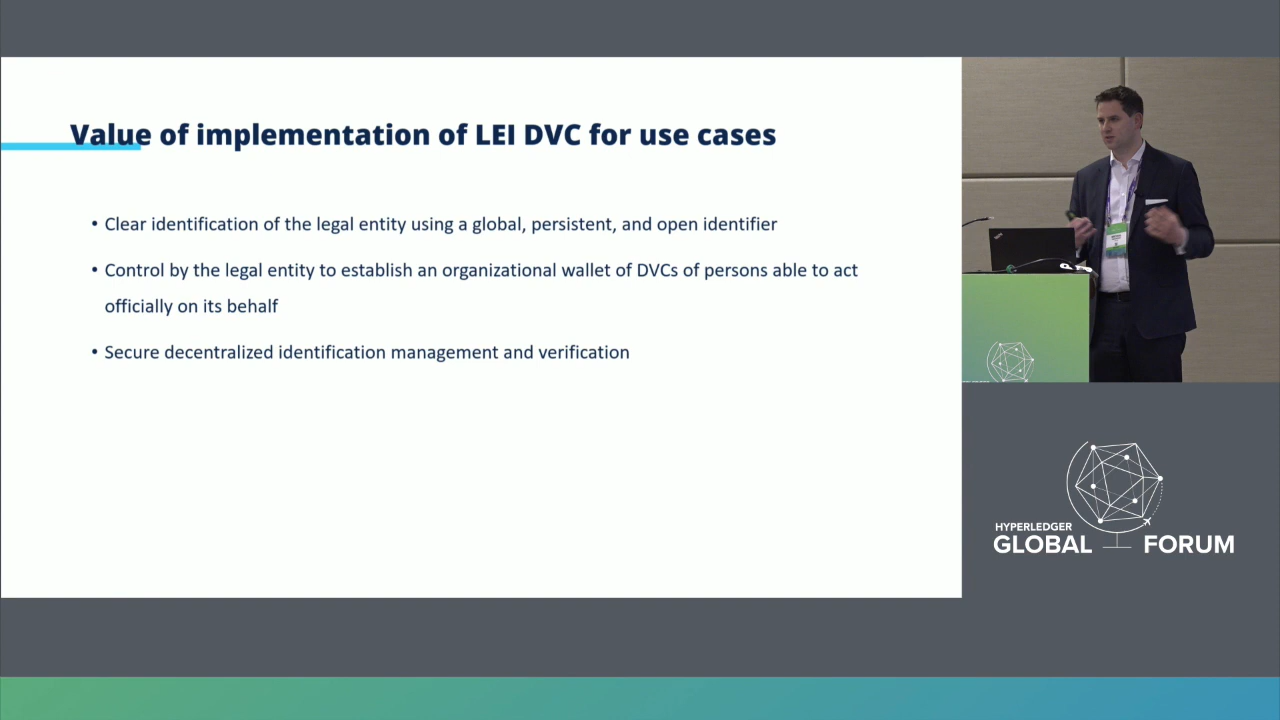 Value of implementation of LEI DVC for use cases
• Clear identification of the legal entity using a global, persistent, and open identifier
• Control by the legal entity to establish an organizational wallet of DVCs of persons able to act
officially on its behalf
• Secure decentralized identification management and verification
HYPERLEDGER
GLOBAL FORUM